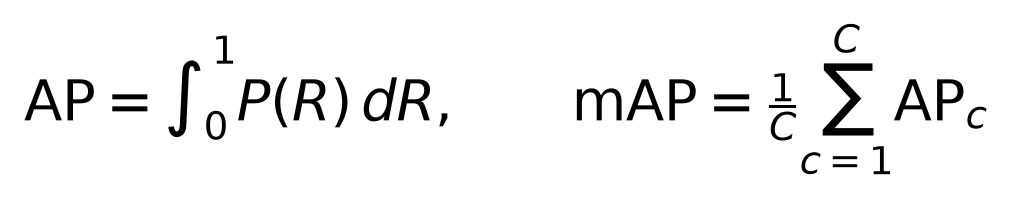 AP = ∫₀¹ P(R) dR,  mAP = 1/C ∑_{c=1}^{C} AP_c